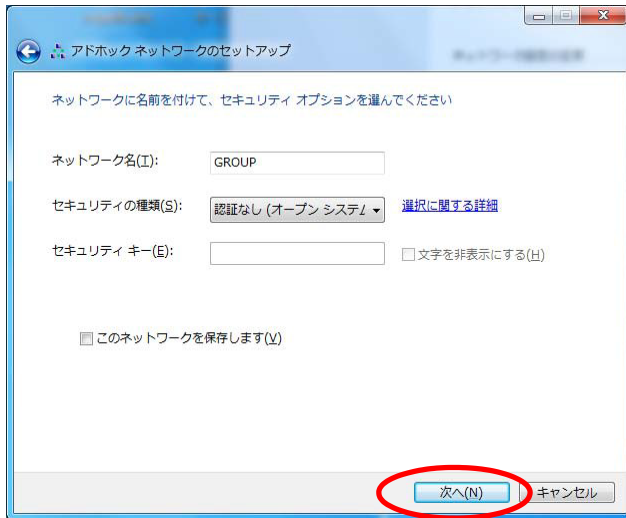 アドホック ネットワークのセットアップ
ネットワークに名前を付けて、セキュリティ オプションを選んでください
ネットワーク名(T):
GROUP
セキュリティの種類(S):
認証なし (オープン システム
選択に関する詳細
セキュリティ キー(E):
文字を非表示にする(H)
このネットワークを保存します(V)
次へ(N)
キャンセル